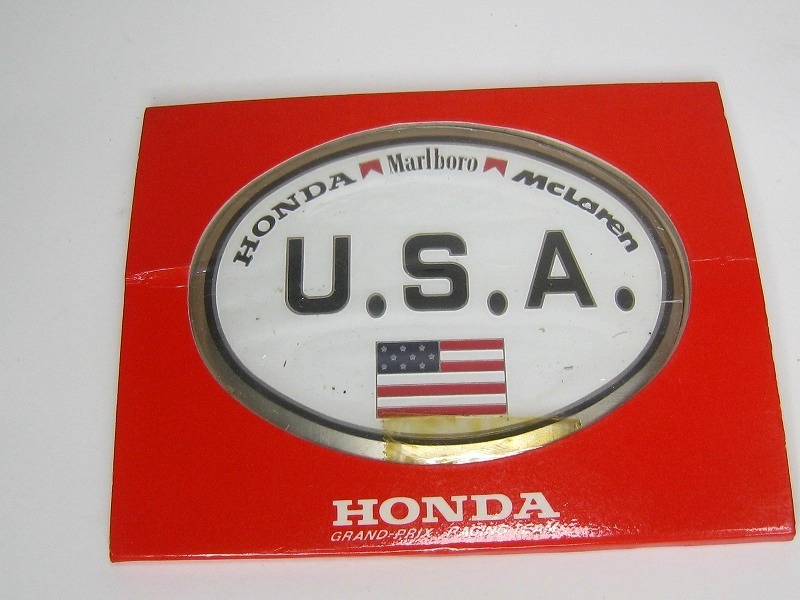 HONDA Marlboro McLaren
U.S.A.
HONDA
GRAND-PRIX RACING TEAM